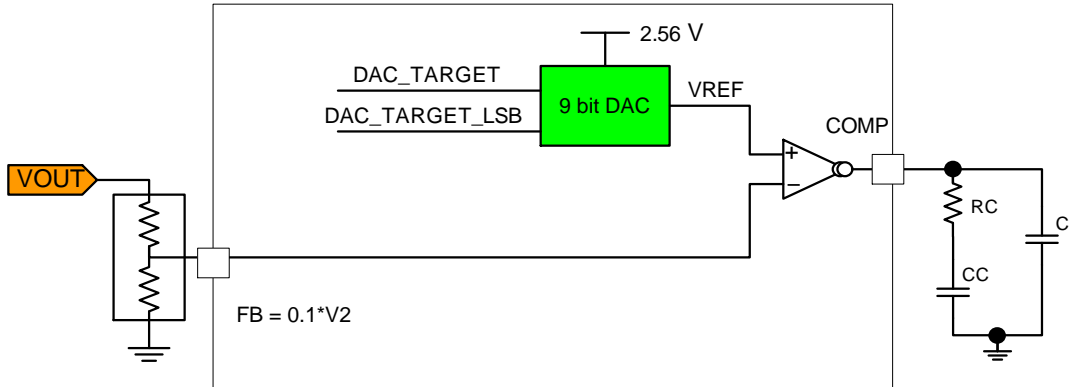 2.56 V
DAC_TARGET
VREF
9 bit DAC
DAC_TARGET_LSB
COMP
+
−
VOUT
RC
C
CC
FB = 0.1*V2